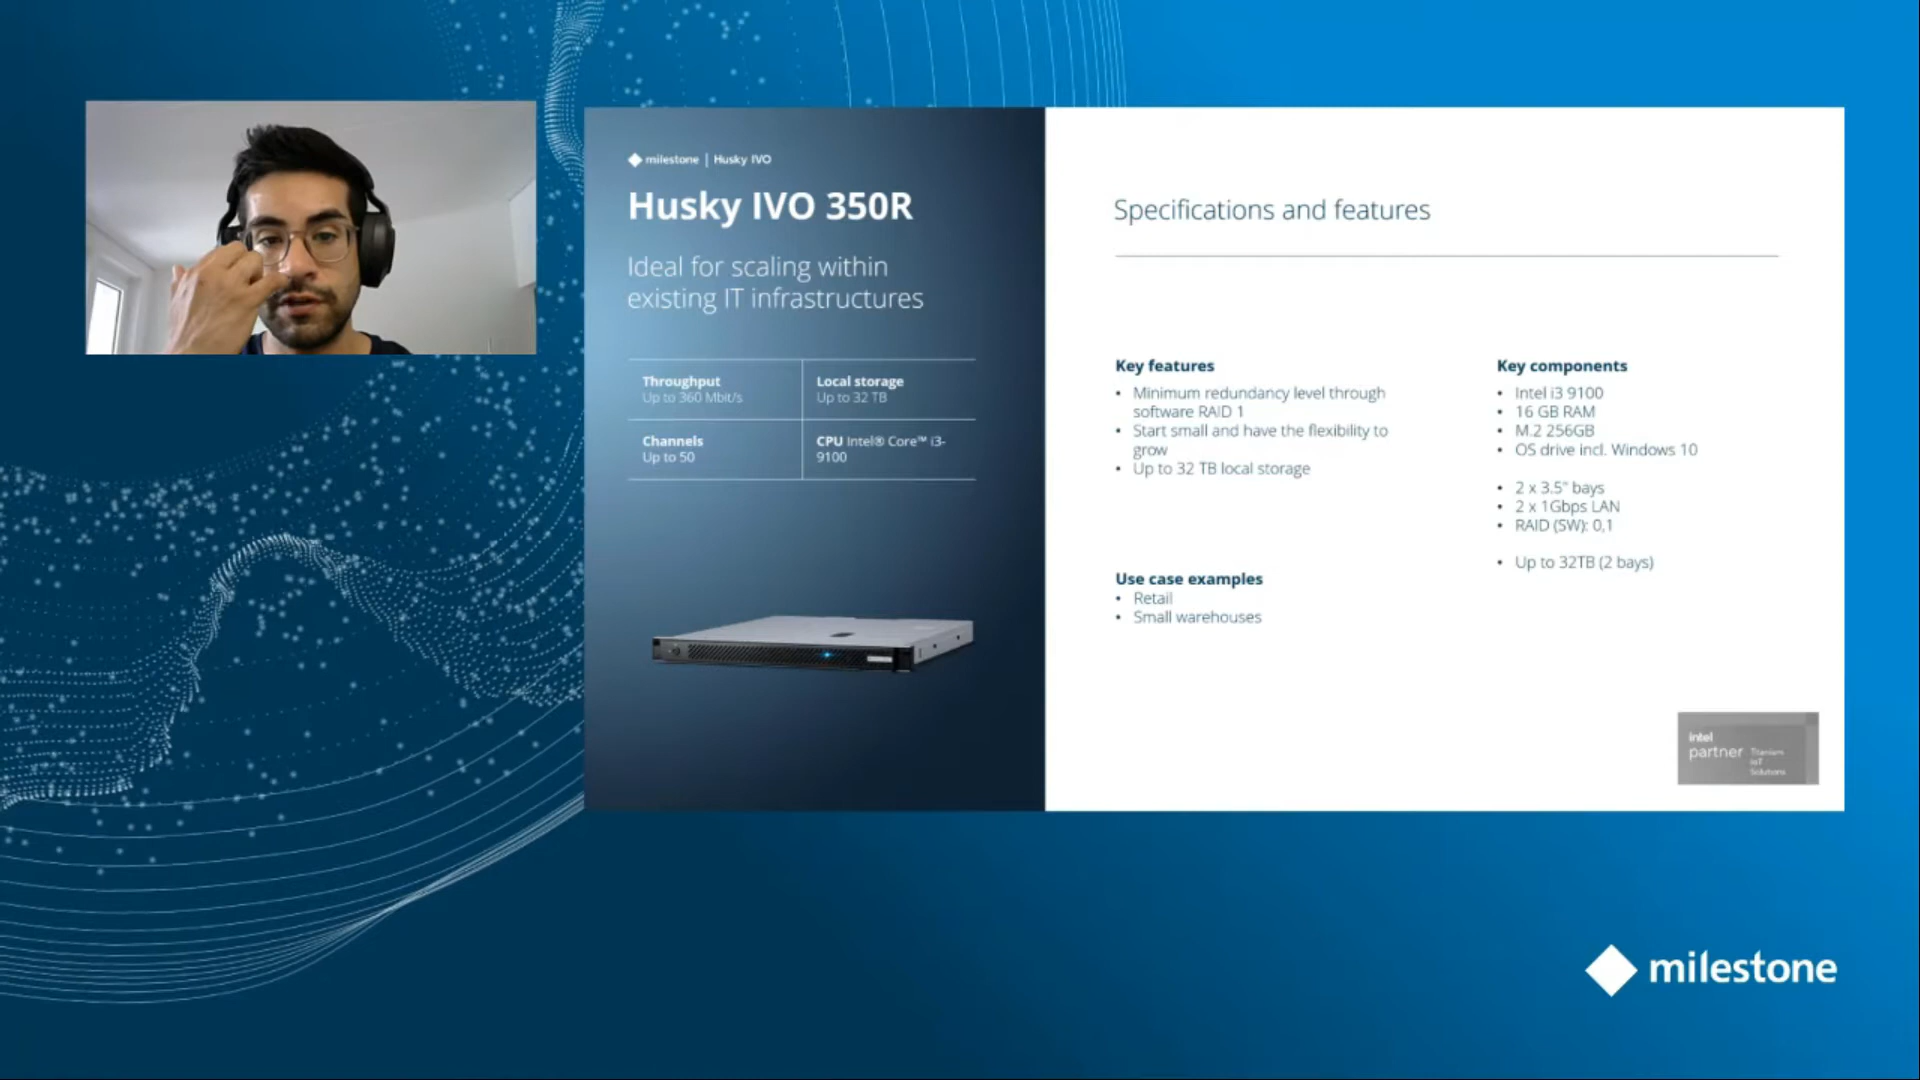 milestone | Husky IVO
Husky IVO 350R
Ideal for scaling within
existing IT infrastructures
Throughput
Up to 360 Mbit/s
Local storage
Up to 32 TB
Channels
Up to 50
CPU Intel® Core™ i3-
9100
Specifications and features
Key features
• Minimum redundancy level through
software RAID 1
• Start small and have the flexibility to
grow
• Up to 32 TB local storage
Use case examples
• Retail
• Small warehouses
Key components
• Intel i3 9100
• 16 GB RAM
• M.2 256GB
• OS drive incl. Windows 10
• 2 x 3.5" bays
• 2 x 1Gbps LAN
• RAID (SW): 0,1
• Up to 32TB (2 bays)
intel
partner
Titanium
IoT
Solutions
milestone